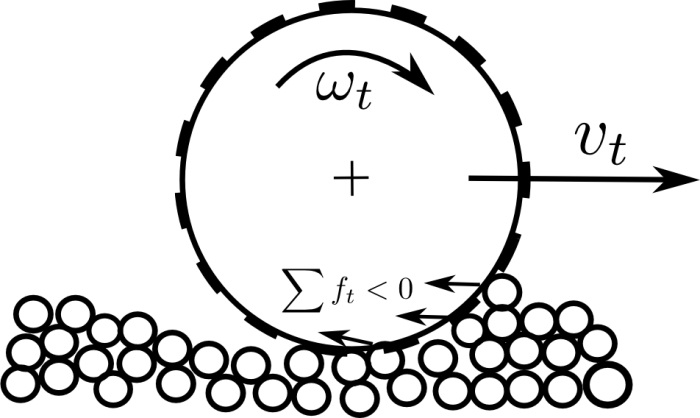 ω_t
v_t
∑ f_t < 0